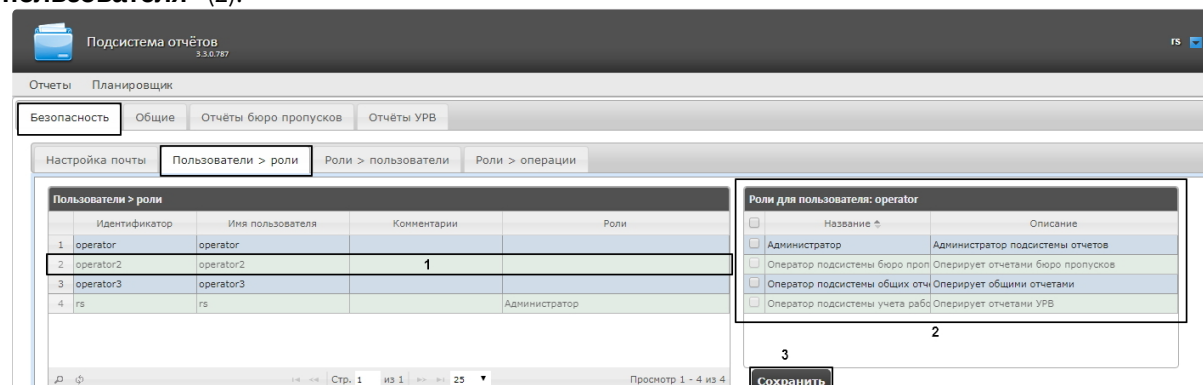 пользователя (2).
Подсистема отчётов
3.3.0.787
rs
Отчеты Планировщик
Безопасность Общие Отчёты бюро пропусков Отчёты УРВ
Настройка почты Пользователи > роли Роли > пользователи Роли > операции
Пользователи > роли
Идентификатор Имя пользователя Комментарии Роли
1 operator operator
2 operator2 operator2 1
3 operator3 operator3
4 rs rs Администратор
Стр. 1 из 1 25 Просмотр 1 - 4 из 4
Роли для пользователя: operator
Название Описание
Администратор Администратор подсистемы отчетов
Оператор подсистемы бюро проп Оперирует отчетами бюро пропусков
Оператор подсистемы общих отч Оперирует общими отчетами
Оператор подсистемы учета рабо Оперирует отчетами УРВ
2
3
Сохранить